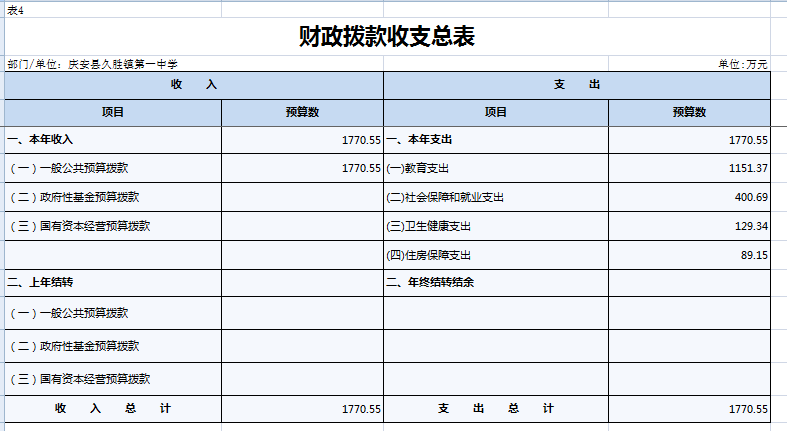 表4
财政拨款收支总表
部门/单位：庆安县久胜镇第一中学 单位:万元
收 入 支 出
项目 预算数 项目 预算数
一、本年收入 1770.55 一、本年支出 1770.55
（一）一般公共预算拨款 1770.55 (一)教育支出 1151.37
（二）政府性基金预算拨款 (二)社会保障和就业支出 400.69
（三）国有资本经营预算拨款 (三)卫生健康支出 129.34
(四)住房保障支出 89.15
二、上年结转 二、年终结转结余
（一）一般公共预算拨款
（二）政府性基金预算拨款
（三）国有资本经营预算拨款
收 入 总 计 1770.55 支 出 总 计 1770.55